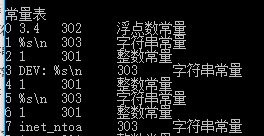 常量表
0 3.4 302 浮点数常量
1 %s\n 303 字符串常量
2 1 301 整数常量
3 DEV: %s\n 303 字符串常量
4 1 301 整数常量
5 %s\n 303 字符串常量
6 1 301 整数常量
7 inet_ntoa 303 字符串常量